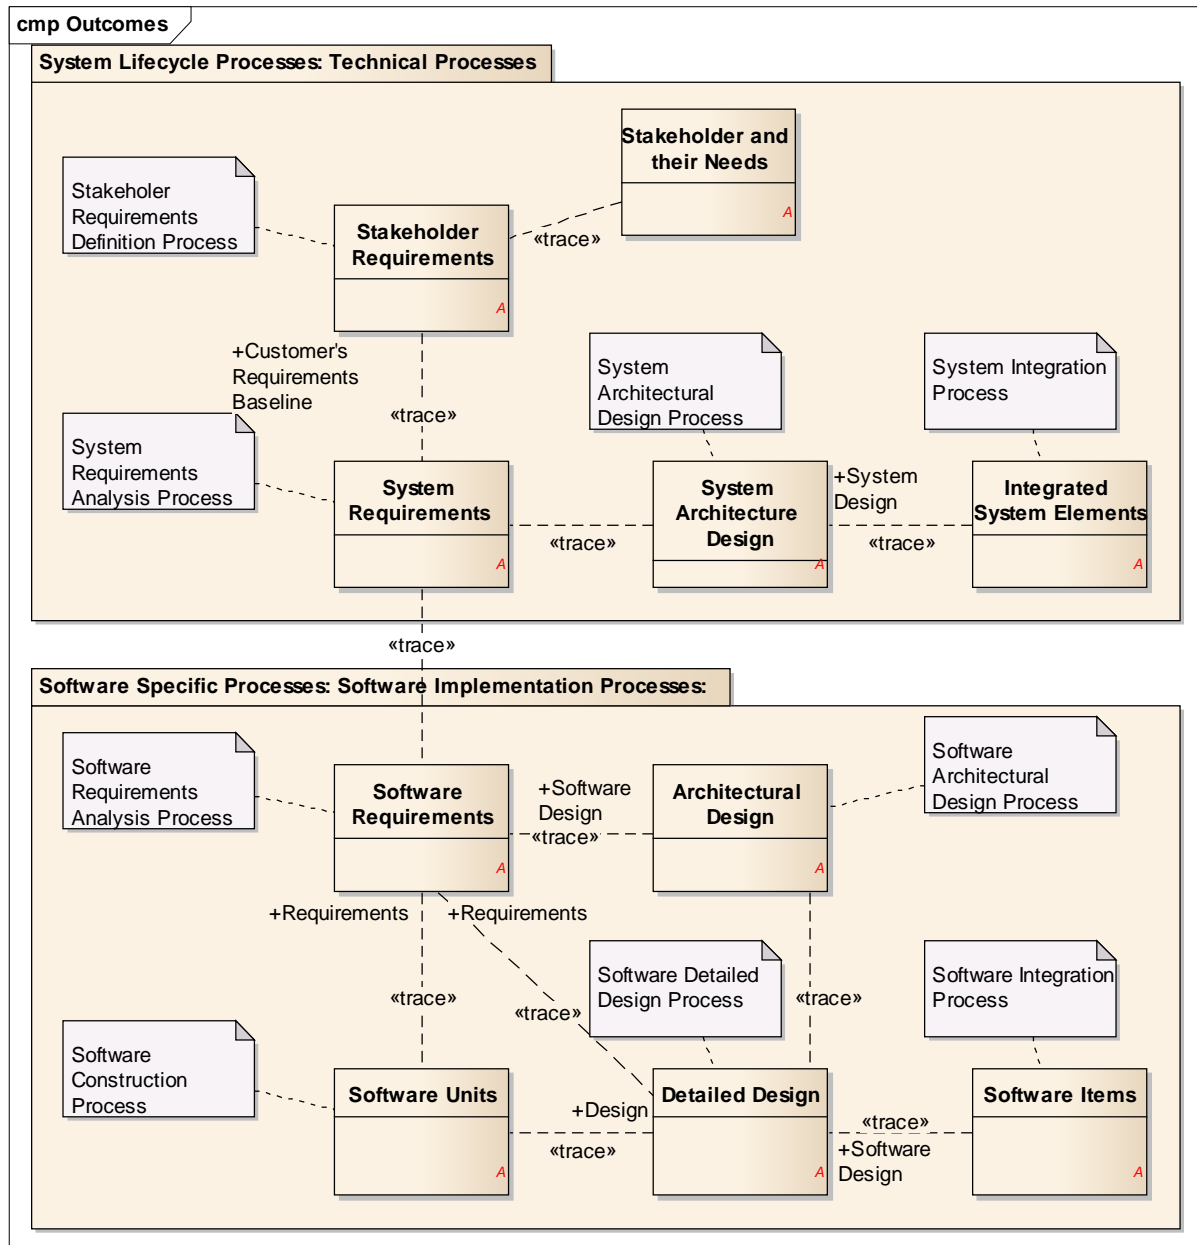 cmp Outcomes
System Lifecycle Processes: Technical Processes
Stakeholder and
their Needs
A
Stakeholer
Requirements
Definition Process
Stakeholder
Requirements
A
«trace»
+Customer's
Requirements
Baseline
«trace»
System
Architectural
Design Process
System Integration
Process
System
Requirements
Analysis Process
System
Requirements
A
«trace»
System
Architecture
Design
A
+System
Design
«trace»
Integrated
System Elements
A
«trace»
Software Specific Processes: Software Implementation Processes:
Software
Requirements
Analysis Process
Software
Requirements
A
+Software
Design
«trace»
Architectural
Design
A
Software
Architectural
Design Process
+Requirements
+Requirements
«trace»
«trace»
Software Detailed
Design Process
«trace»
Software Integration
Process
Software
Construction
Process
Software Units
A
+Design
«trace»
Detailed Design
A
«trace»
+Software
Design
Software Items
A